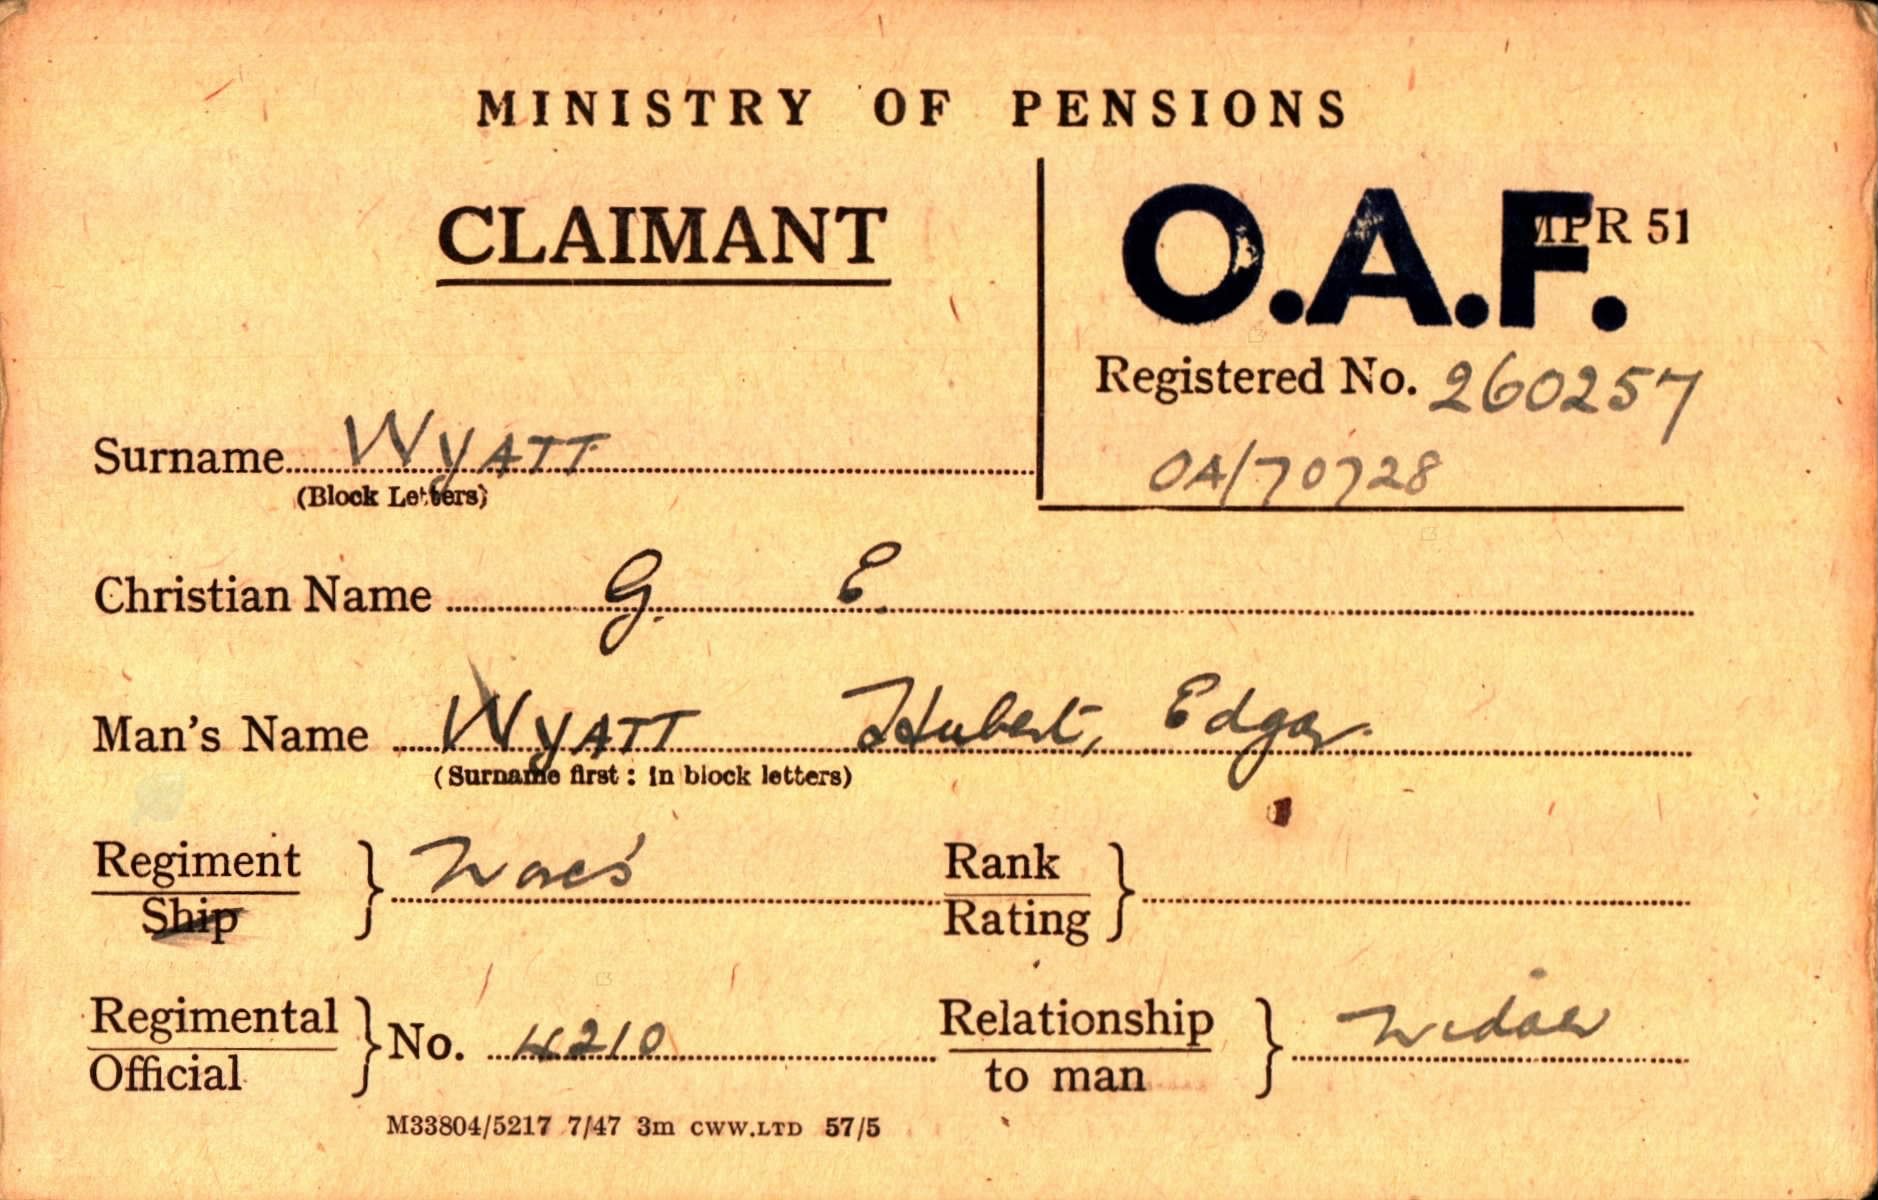 MINISTRY OF PENSIONS
CLAIMANT
O.A.F.
MPR 51
Registered No. 260257
OA/70728
Surname WYATT
(Block Letters)
Christian Name G. E.
Man's Name WYATT Hubert, Edgar.
(Surname first: in block letters)
Regiment
Ship
Worcs
Rank
Rating
Regimental
Official
No. 4210
Relationship
to man
Widow
M33804/5217 7/47 3m CWW.LTD 57/5